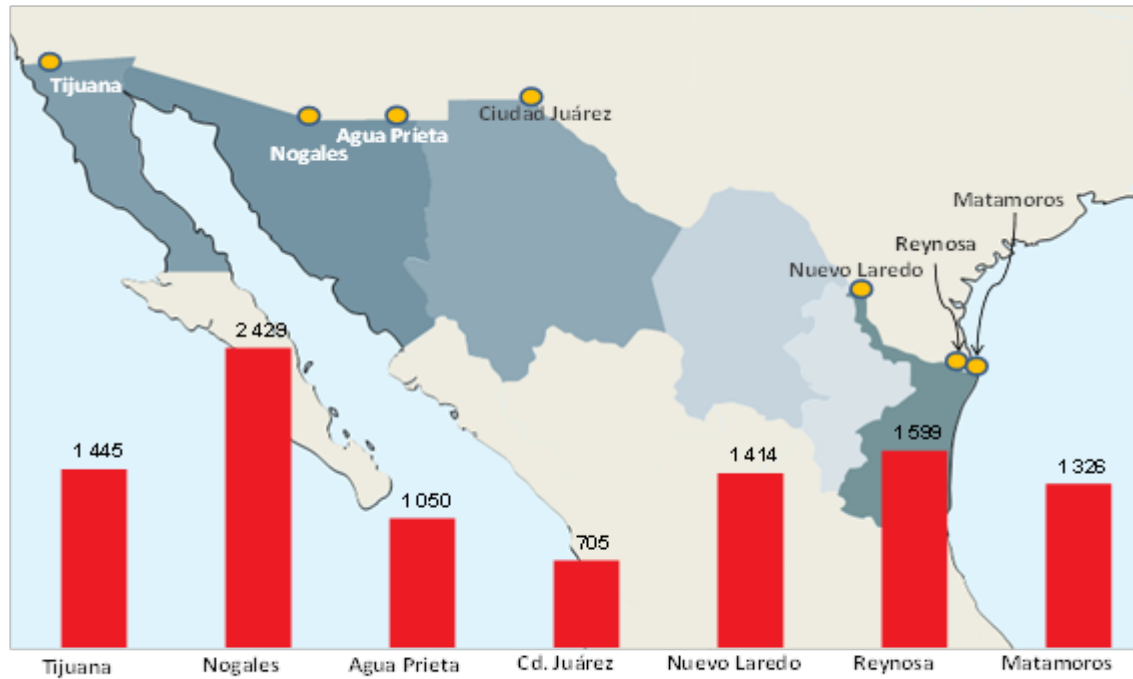 Tijuana
Ciudad Juárez
Agua Prieta
Nogales
Matamoros
Reynosa
Nuevo Laredo
1 445
2 429
1 050
705
1 414
1 599
1 326
Tijuana
Nogales
Agua Prieta
Cd. Juárez
Nuevo Laredo
Reynosa
Matamoros